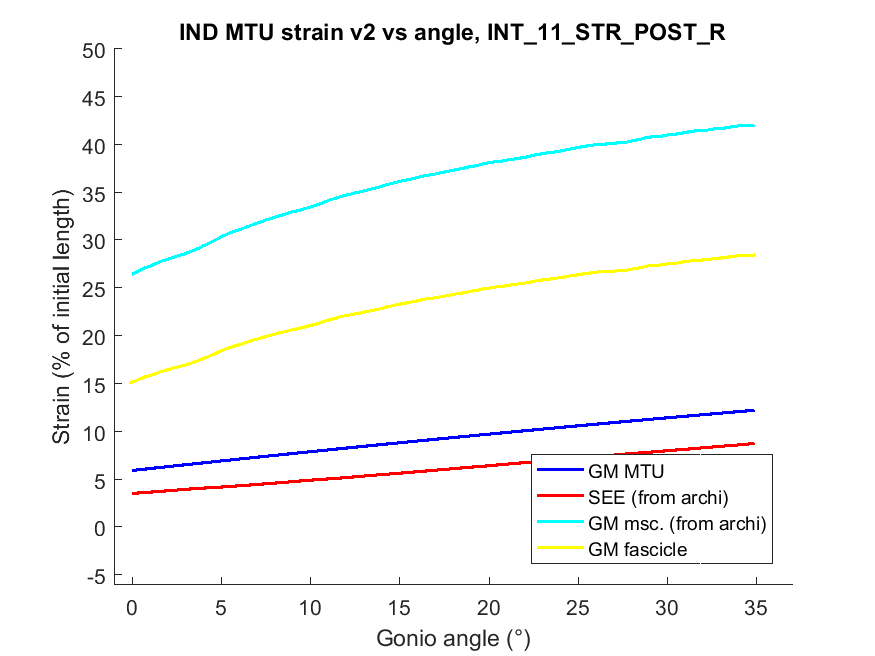 IND MTU strain v2 vs angle, INT_11_STR_POST_R
50
45
40
35
30
25
20
15
10
5
0
-5
Strain (% of initial length)
0 5 10 15 20 25 30 35
Gonio angle (°)
GM MTU
SEE (from archi)
GM msc. (from archi)
GM fascicle